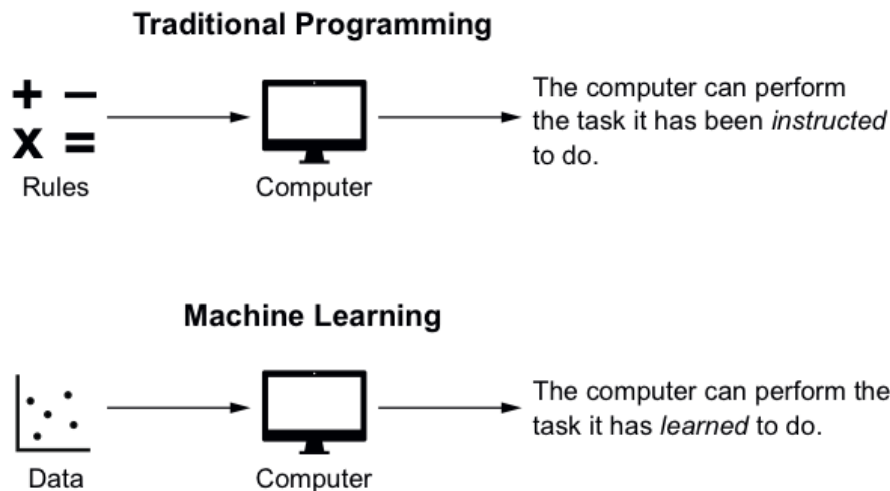 Traditional Programming
+ −
x =
Rules
Computer
The computer can perform
the task it has been instructed
to do.
Machine Learning
Data
Computer
The computer can perform the
task it has learned to do.